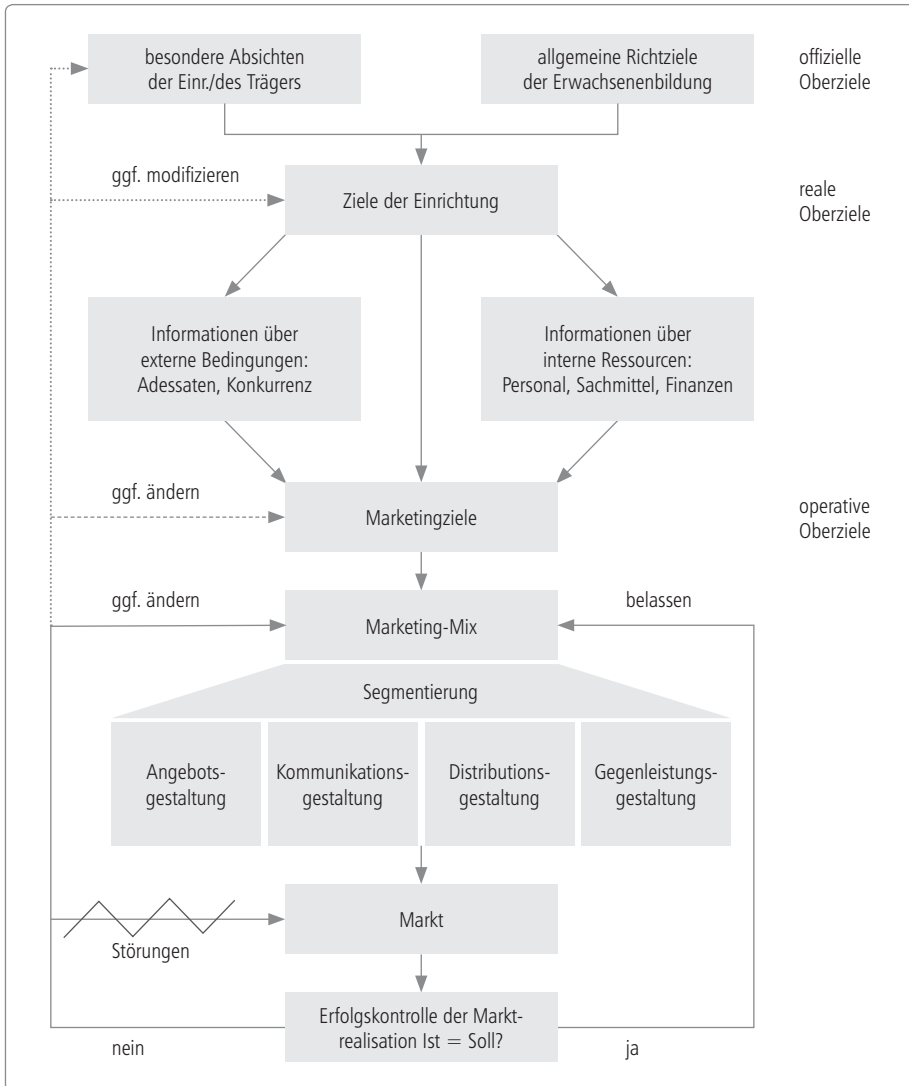 besondere Absichten
der Einr./des Trägers
allgemeine Richtziele
der Erwachsenenbildung
offizielle
Oberziele
ggf. modifizieren
Ziele der Einrichtung
reale
Oberziele
Informationen über
externe Bedingungen:
Adessaten, Konkurrenz
Informationen über
interne Ressourcen:
Personal, Sachmittel, Finanzen
ggf. ändern
Marketingziele
operative
Oberziele
ggf. ändern
Marketing-Mix
belassen
Segmentierung
Angebots-
gestaltung
Kommunikations-
gestaltung
Distributions-
gestaltung
Gegenleistungs-
gestaltung
Markt
Störungen
Erfolgskontrolle der Markt-
realisation Ist = Soll?
nein
ja